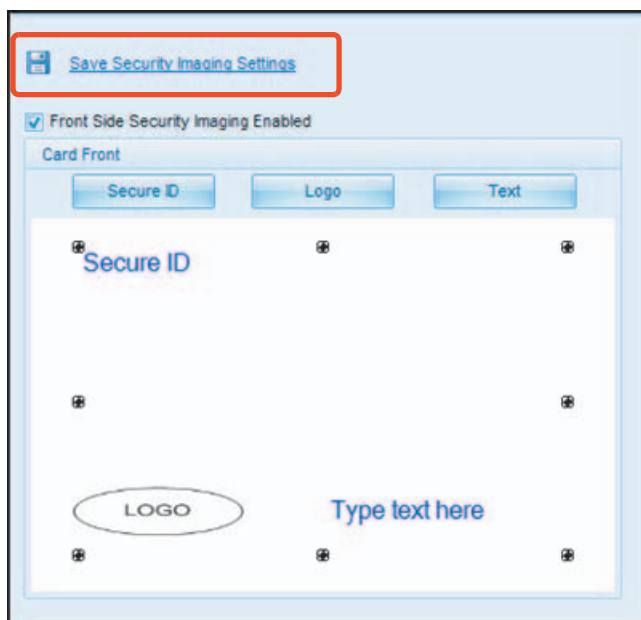 Save Security Imaging Settings
Front Side Security Imaging Enabled
Card Front
Secure ID Logo Text
Secure ID
LOGO Type text here